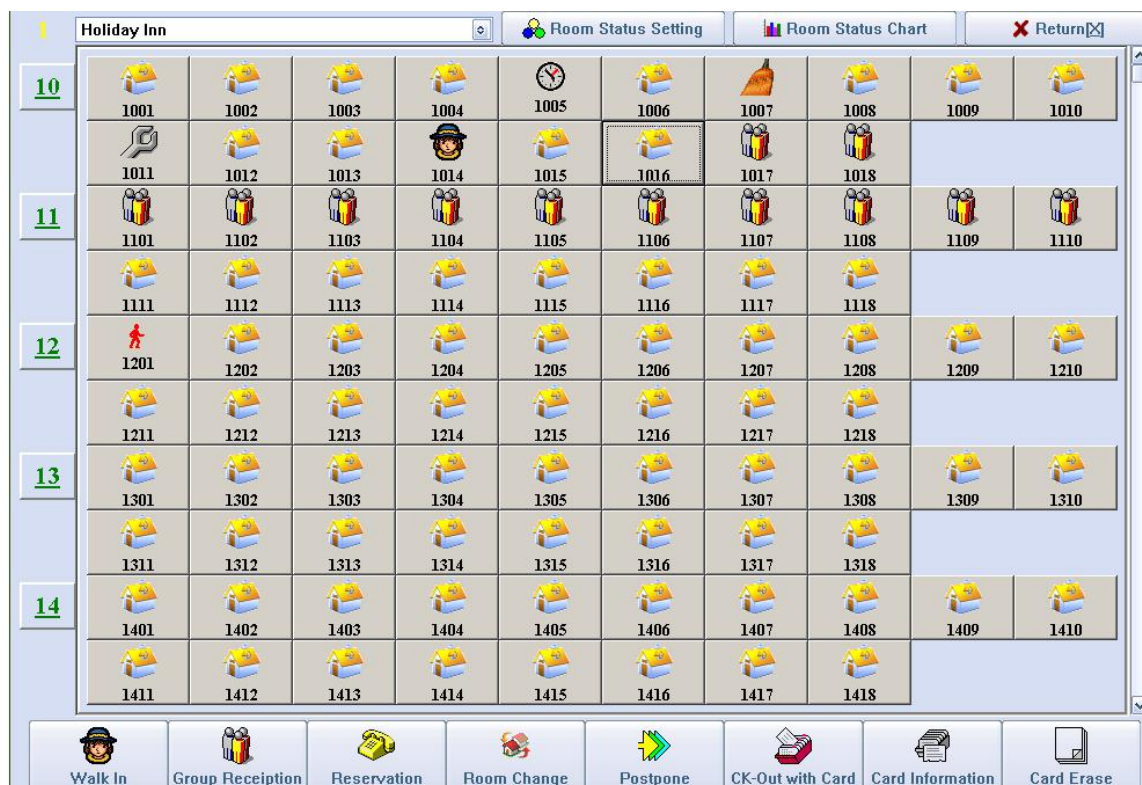 1 Holiday Inn Room Status Setting Room Status Chart Return[X]
10 1001 1002 1003 1004 1005 1006 1007 1008 1009 1010
1011 1012 1013 1014 1015 1016 1017 1018
11 1101 1102 1103 1104 1105 1106 1107 1108 1109 1110
1111 1112 1113 1114 1115 1116 1117 1118
12 1201 1202 1203 1204 1205 1206 1207 1208 1209 1210
1211 1212 1213 1214 1215 1216 1217 1218
13 1301 1302 1303 1304 1305 1306 1307 1308 1309 1310
1311 1312 1313 1314 1315 1316 1317 1318
14 1401 1402 1403 1404 1405 1406 1407 1408 1409 1410
1411 1412 1413 1414 1415 1416 1417 1418
Walk In Group Receiption Reservation Room Change Postpone CK-Out with Card Card Information Card Erase